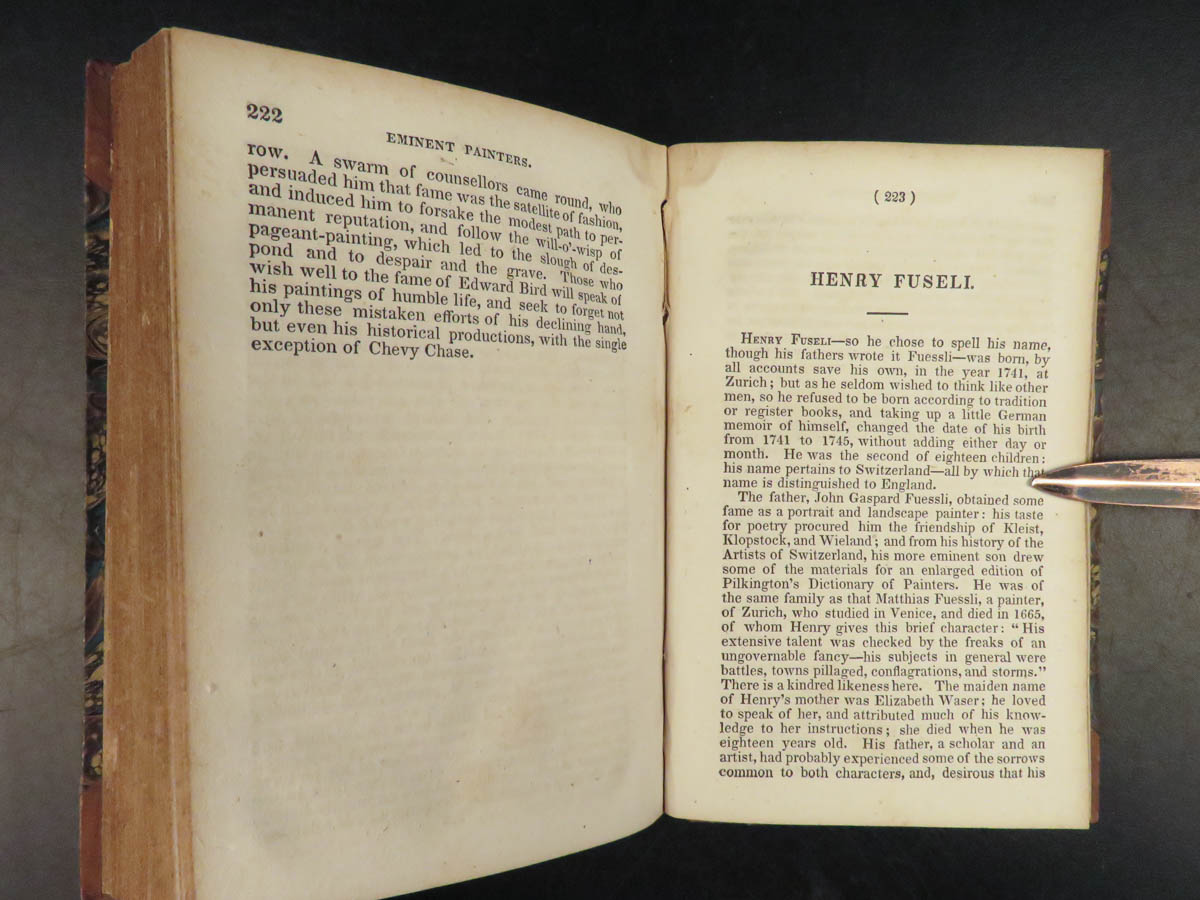 222
EMINENT PAINTERS.
row. A swarm of counsellors came round, who
persuaded him that fame was the satellite of fashion,
and induced him to forsake the modest path to per-
manent reputation, and follow the will-o'-wisp of
pageant-painting, which led to the slough of des-
pond and to despair and the grave. Those who
wish well to the fame of Edward Bird will speak of
his paintings of humble life, and seek to forget not
only these mistaken efforts of his declining hand,
but even his historical productions, with the single
exception of Chevy Chase.
( 223 )
HENRY FUSELI.
HENRY FUSELI—so he chose to spell his name,
though his fathers wrote it Fuessli—was born, by
all accounts save his own, in the year 1741, at
Zurich; but as he seldom wished to think like other
men, so he refused to be born according to tradition
or register books, and taking up a little German
memoir of himself, changed the date of his birth
from 1741 to 1745, without adding either day or
month. He was the second of eighteen children:
his name pertains to Switzerland—all by which that
name is distinguished to England.
The father, John Gaspard Fuessli, obtained some
fame as a portrait and landscape painter: his taste
for poetry procured him the friendship of Kleist,
Klopstock, and Wieland; and from his history of the
Artists of Switzerland, his more eminent son drew
some of the materials for an enlarged edition of
Pilkington's Dictionary of Painters. He was of
the same family as that Matthias Fuessli, a painter,
of Zurich, who studied in Venice, and died in 1665,
of whom Henry gives this brief character: "His
extensive talent was checked by the freaks of an
ungovernable fancy—his subjects in general were
battles, towns pillaged, conflagrations, and storms."
There is a kindred likeness here. The maiden name
of Henry's mother was Elizabeth Waser; he loved
to speak of her, and attributed much of his know-
ledge to her instructions; she died when he was
eighteen years old. His father, a scholar and an
artist, had probably experienced some of the sorrows
common to both characters, and, desirous that his